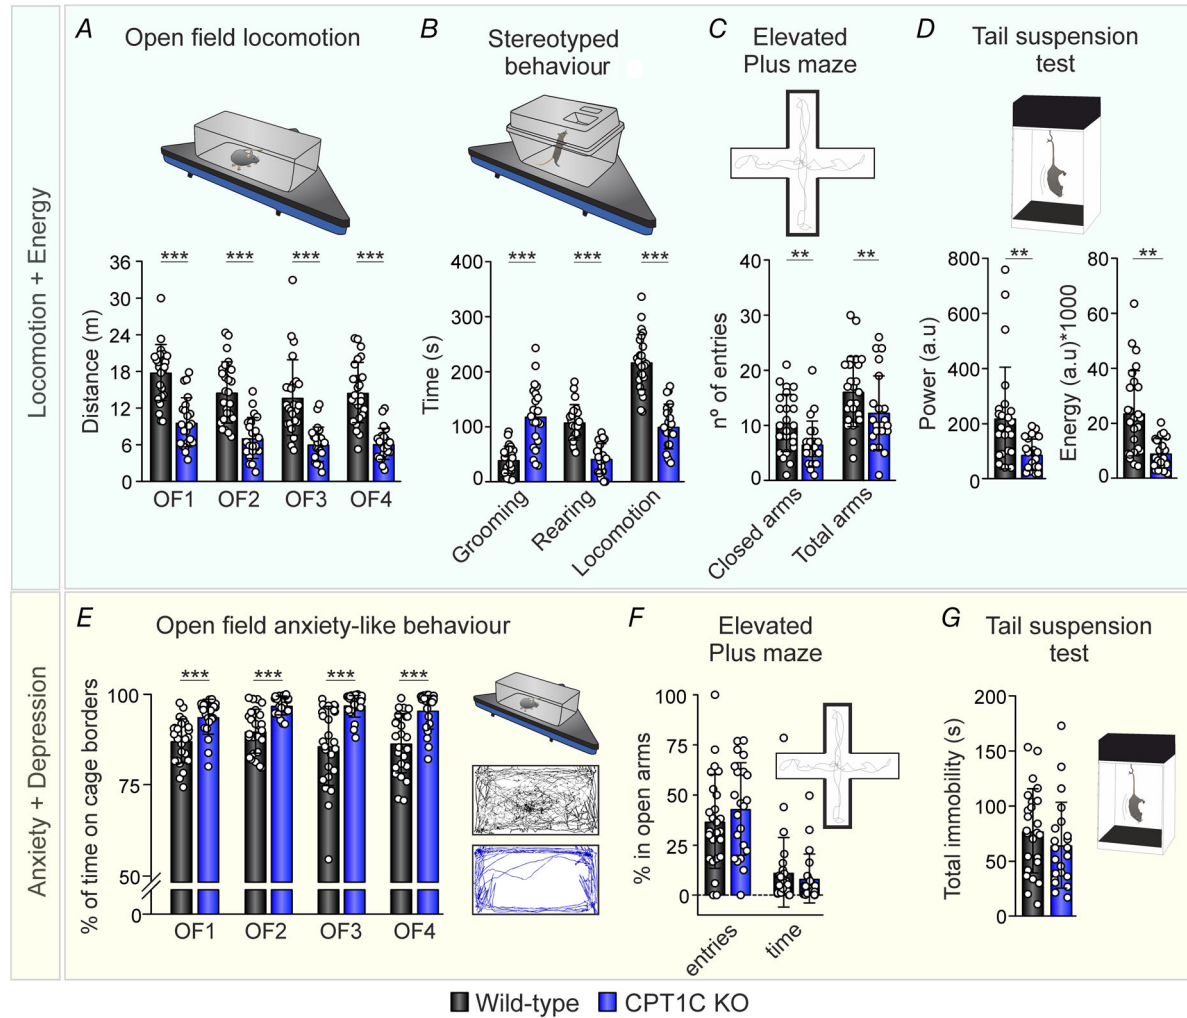 Locomotion + Energy
A
Open field locomotion
Distance (m)
36
30
24
18
12
6
0
***
***
***
***
OF1
OF2
OF3
OF4
B
Stereotyped
behaviour
Time (s)
400
300
200
100
0
***
***
***
Grooming
Rearing
Locomotion
C
Elevated
Plus maze
nº of entries
40
30
20
10
0
**
**
Closed arms
Total arms
D
Tail suspension
test
Power (a.u)
800
600
400
200
0
**
Energy (a.u)*1000
80
60
40
20
0
**
Anxiety + Depression
E
Open field anxiety-like behaviour
% of time on cage borders
100
75
50
0
***
***
***
***
OF1
OF2
OF3
OF4
F
Elevated
Plus maze
% in open arms
100
75
50
25
0
entries
time
G
Tail suspension
test
Total immobility (s)
200
150
100
50
0
Wild-type
CPT1C KO